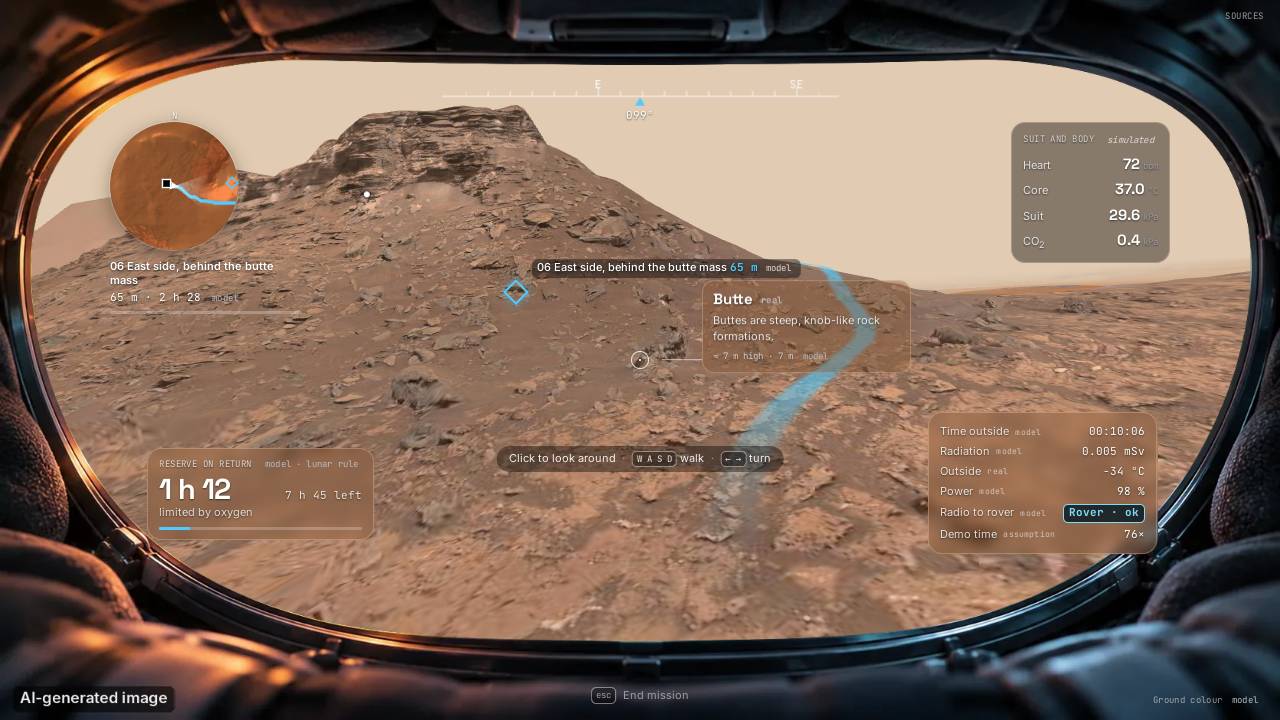 SOURCES
E SE
099°
N
SUIT AND BODY simulated
Heart 72 bpm
Core 37.0 °C
Suit 29.6 kPa
CO2 0.4 kPa
06 East side, behind the butte
mass
65 m · 2 h 28 model
06 East side, behind the butte mass 65 m model
Butte real
Buttes are steep, knob-like rock
formations.
≈ 7 m high · 7 m model
Click to look around · W A S D walk · ← → turn
RESERVE ON RETURN model · lunar rule
1 h 12 7 h 45 left
limited by oxygen
Time outside model 00:10:06
Radiation model 0.005 mSv
Outside real -34 °C
Power model 98 %
Radio to rover model Rover · ok
Demo time assumption 76×
AI-generated image
esc End mission
Ground colour model